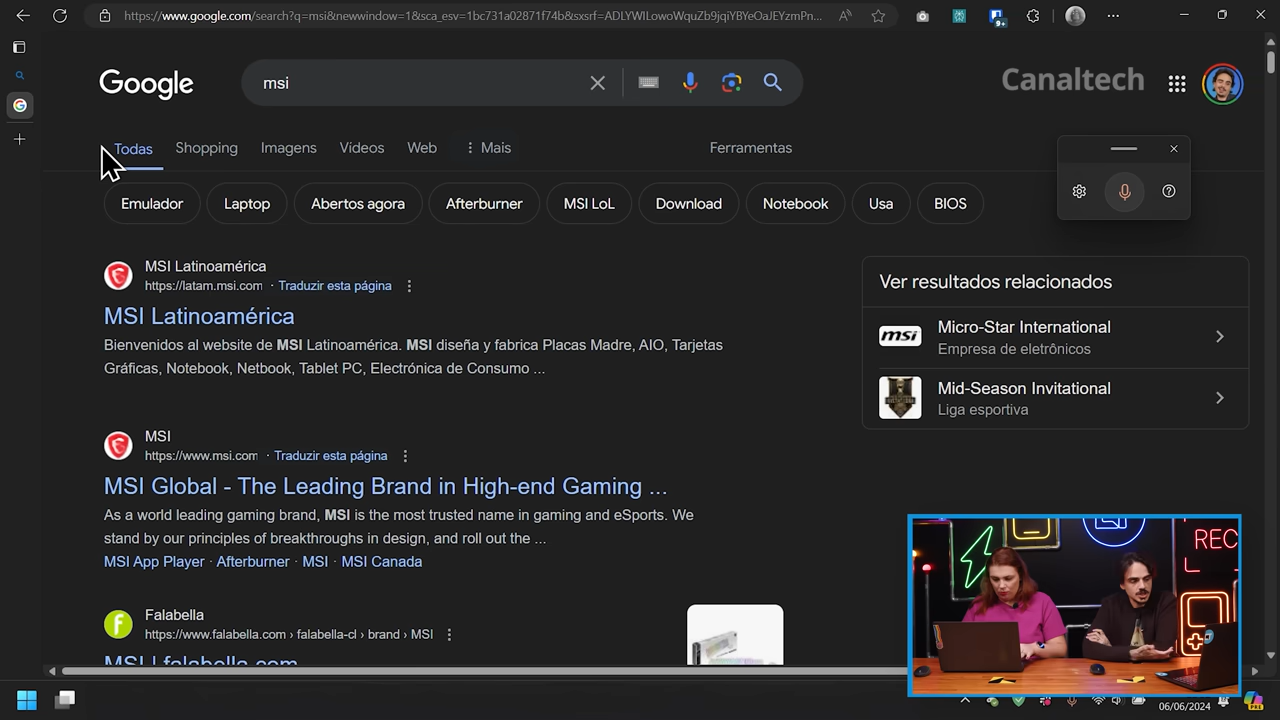 https://www.google.com/search?q=msi&newwindow=1&sca_esv=1bc731a02871f74b&sxsrf=ADLYWILowoWquZb9jqiYBYeOaJEYzmPn...
9+
Google
msi
Canaltech
Todas
Shopping
Imagens
Vídeos
Web
Mais
Ferramentas
Emulador
Laptop
Abertos agora
Afterburner
MSI LoL
Download
Notebook
Usa
BIOS
MSI Latinoamérica
https://latam.msi.com · Traduzir esta página
MSI Latinoamérica
Bienvenidos al website de MSI Latinoamérica. MSI diseña y fabrica Placas Madre, AIO, Tarjetas
Gráficas, Notebook, Netbook, Tablet PC, Electrónica de Consumo ...
Ver resultados relacionados
msi
Micro-Star International
Empresa de eletrônicos
Mid-Season Invitational
Liga esportiva
MSI
https://www.msi.com · Traduzir esta página
MSI Global - The Leading Brand in High-end Gaming ...
As a world leading gaming brand, MSI is the most trusted name in gaming and eSports. We
stand by our principles of breakthroughs in design, and roll out the ...
MSI App Player · Afterburner · MSI · MSI Canada
Falabella
https://www.falabella.com › falabella-cl › brand › MSI
MSI | falabella.com
REC
06/06/2024
PRE